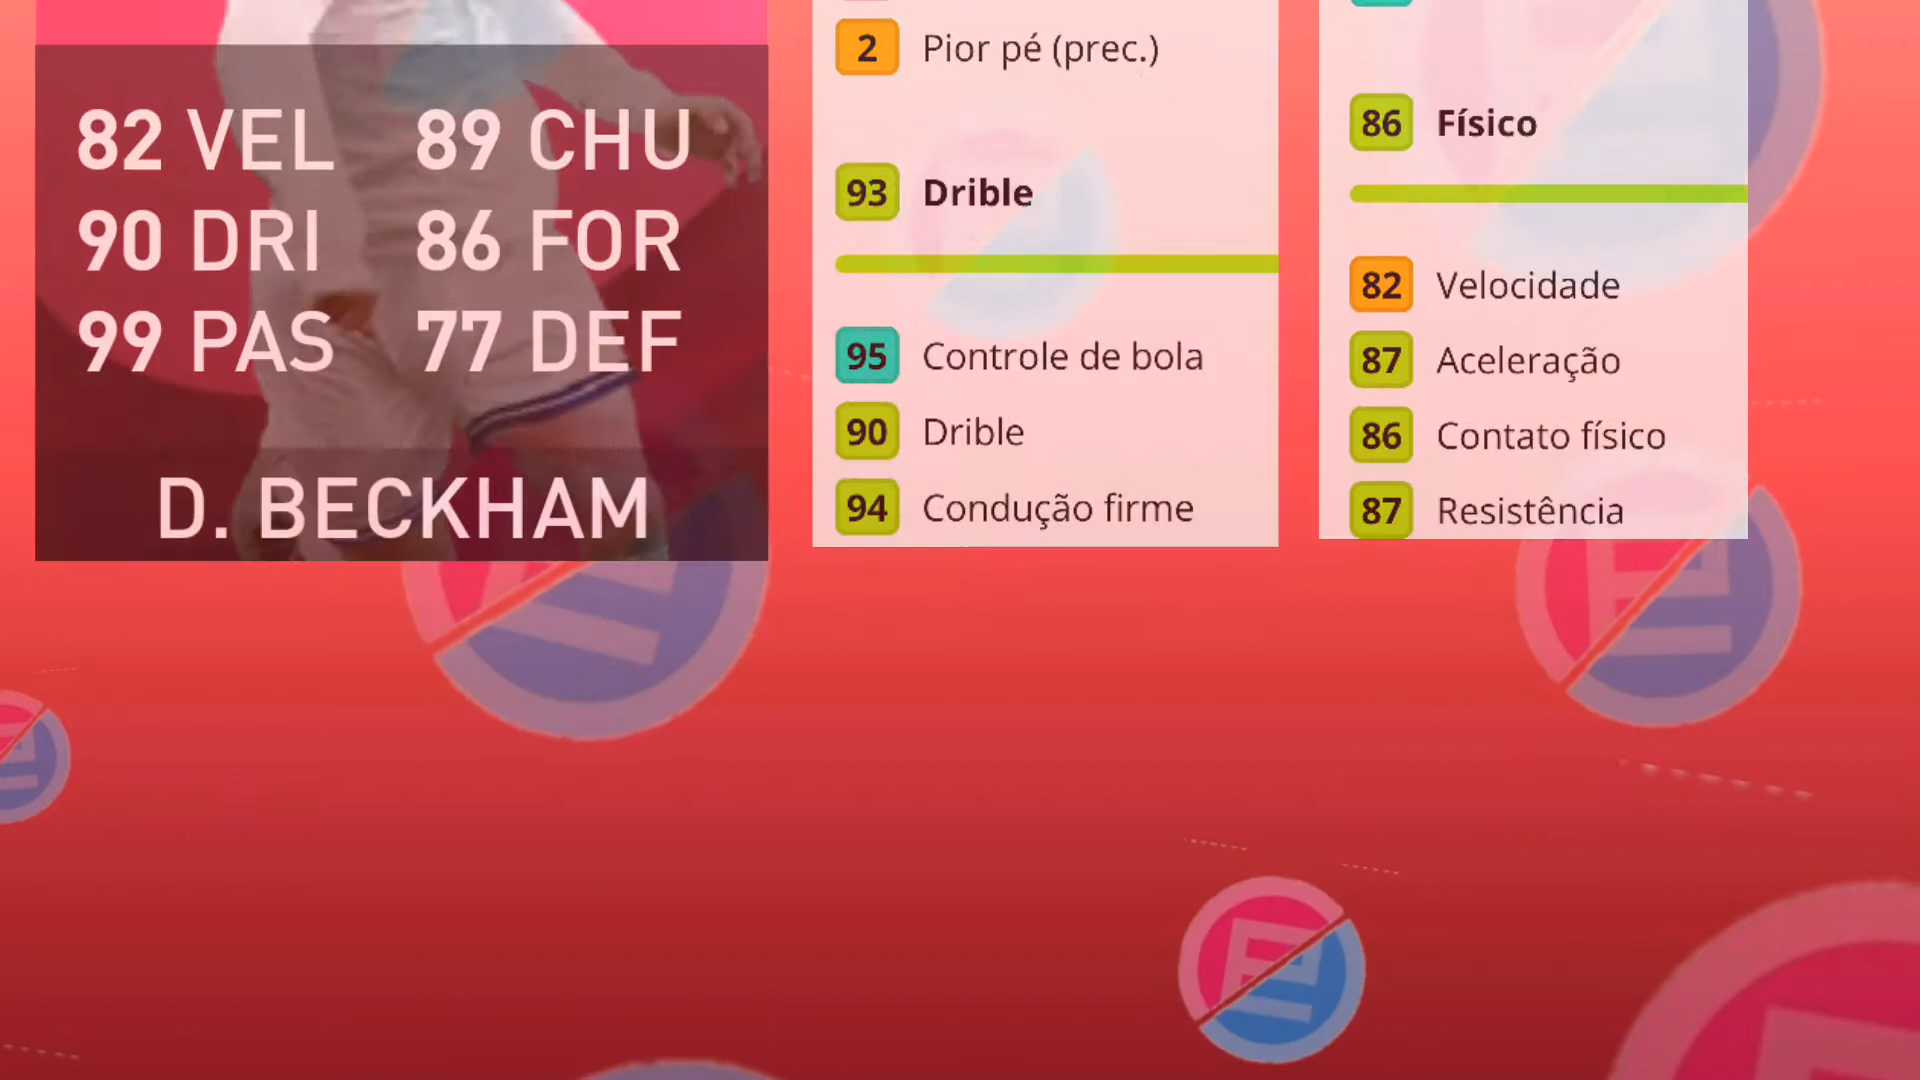 82 VEL 89 CHU
90 DRI 86 FOR
99 PAS 77 DEF
D. BECKHAM
2 Pior pé (prec.)
93 Drible
95 Controle de bola
90 Drible
94 Condução firme
86 Físico
82 Velocidade
87 Aceleração
86 Contato físico
87 Resistência